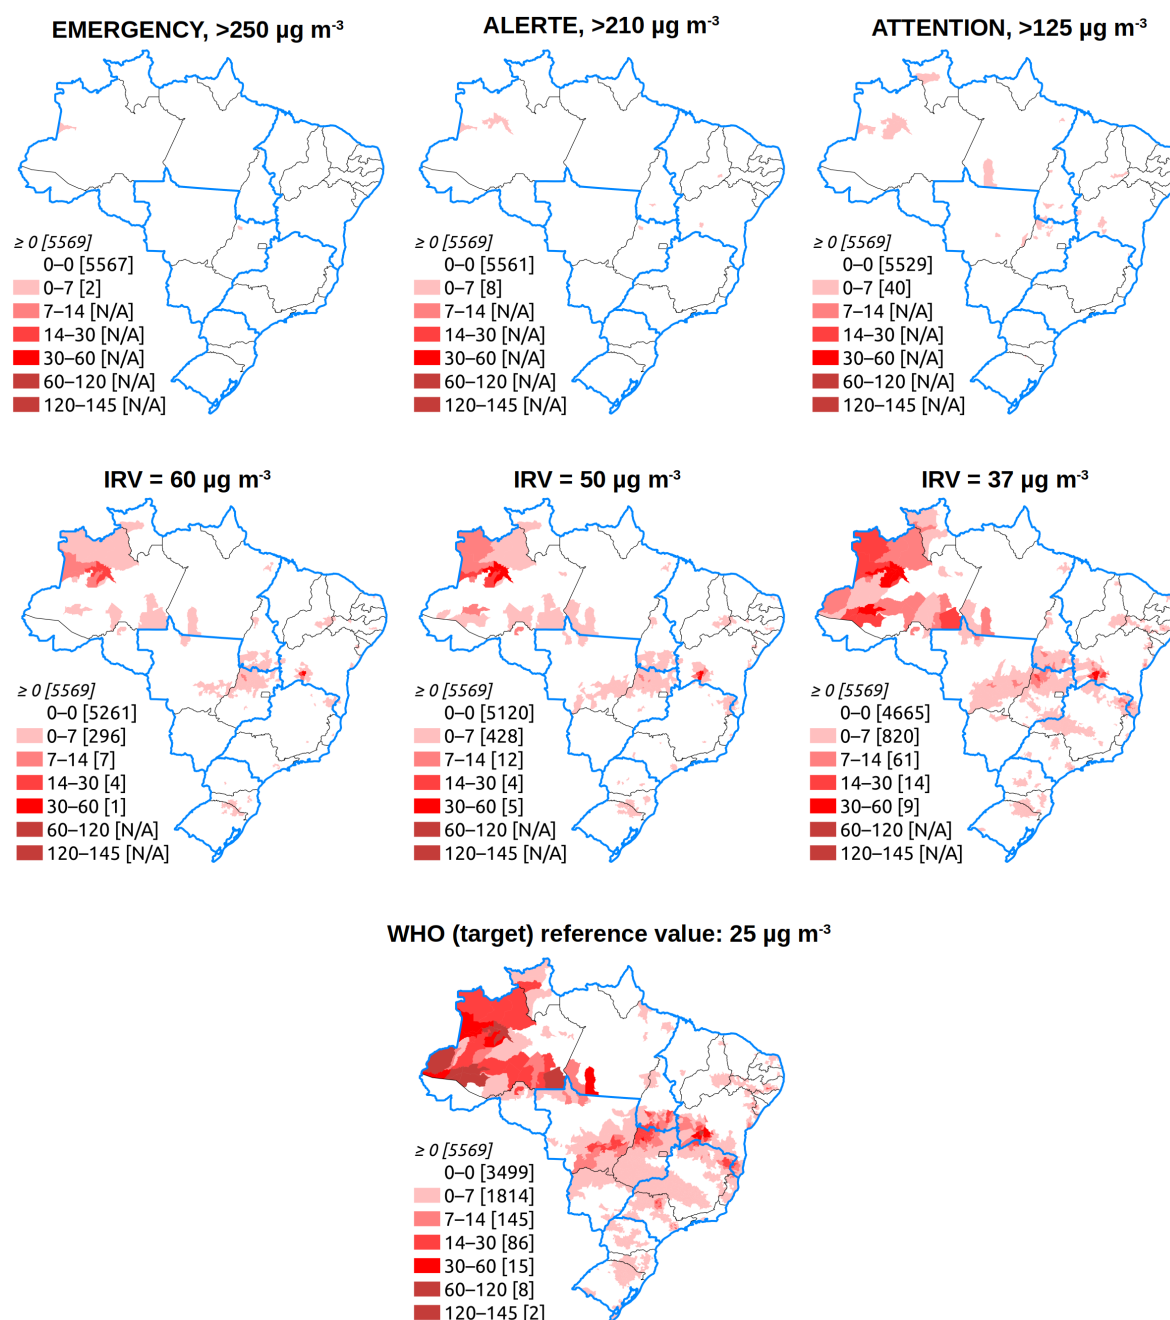 EMERGENCY, >250 µg m-3
≥ 0 [5569]
0–0 [5567]
0–7 [2]
7–14 [N/A]
14–30 [N/A]
30–60 [N/A]
60–120 [N/A]
120–145 [N/A]
ALERTE, >210 µg m-3
≥ 0 [5569]
0–0 [5561]
0–7 [8]
7–14 [N/A]
14–30 [N/A]
30–60 [N/A]
60–120 [N/A]
120–145 [N/A]
ATTENTION, >125 µg m-3
≥ 0 [5569]
0–0 [5529]
0–7 [40]
7–14 [N/A]
14–30 [N/A]
30–60 [N/A]
60–120 [N/A]
120–145 [N/A]
IRV = 60 µg m-3
≥ 0 [5569]
0–0 [5261]
0–7 [296]
7–14 [7]
14–30 [4]
30–60 [1]
60–120 [N/A]
120–145 [N/A]
IRV = 50 µg m-3
≥ 0 [5569]
0–0 [5120]
0–7 [428]
7–14 [12]
14–30 [4]
30–60 [5]
60–120 [N/A]
120–145 [N/A]
IRV = 37 µg m-3
≥ 0 [5569]
0–0 [4665]
0–7 [820]
7–14 [61]
14–30 [14]
30–60 [9]
60–120 [N/A]
120–145 [N/A]
WHO (target) reference value: 25 µg m-3
≥ 0 [5569]
0–0 [3499]
0–7 [1814]
7–14 [145]
14–30 [86]
30–60 [15]
60–120 [8]
120–145 [2]